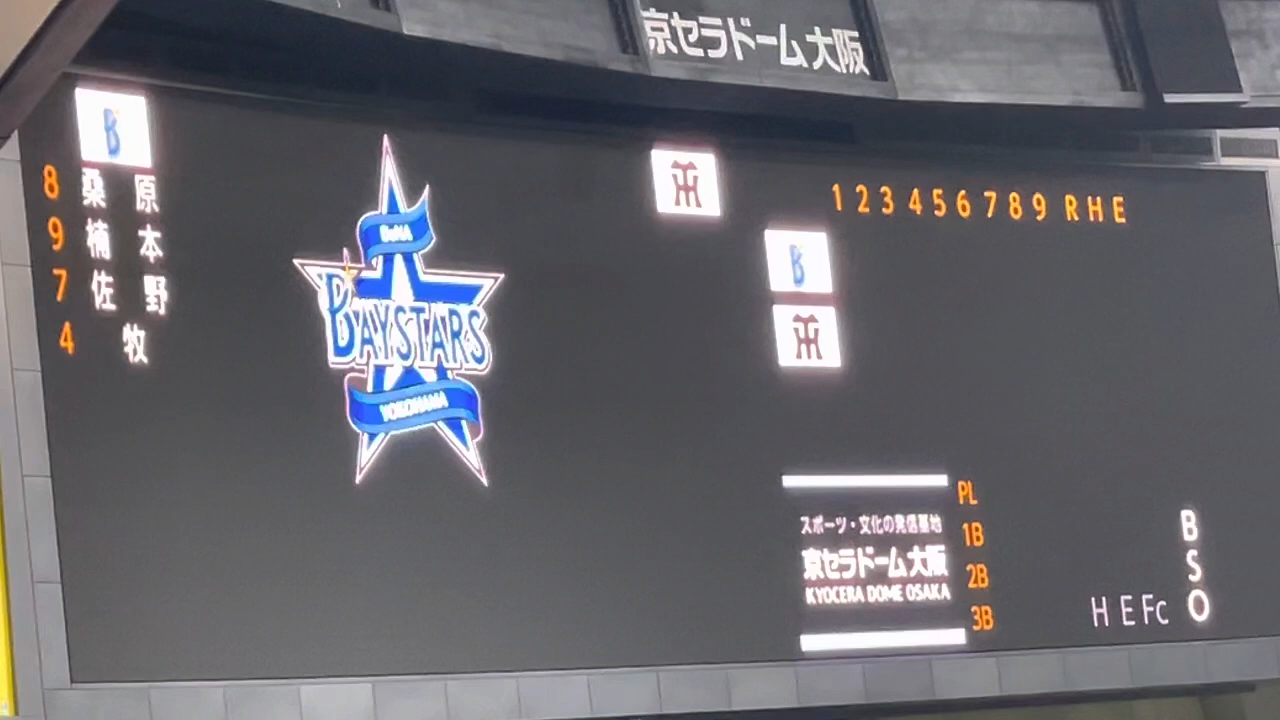 京セラドーム大阪
B
8 桑原
9 楠本
7 佐野
4 牧
DeNA
BAYSTARS
YOKOHAMA
HT
1 2 3 4 5 6 7 8 9 R H E
B
HT
スポーツ・文化の発信基地
京セラドーム大阪
KYOCERA DOME OSAKA
PL
1B
2B
3B
H E Fc
B
S
O